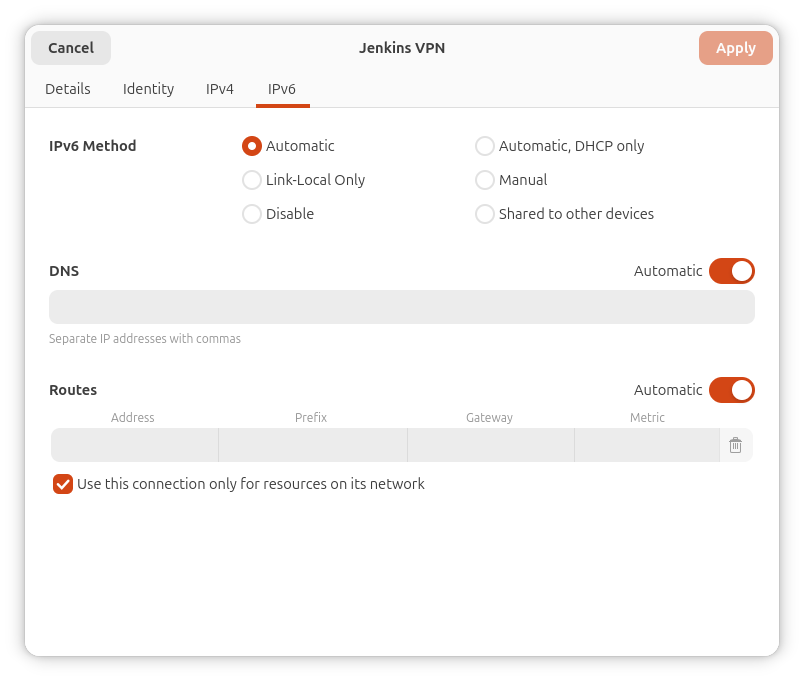 Cancel
Jenkins VPN
Apply
Details
Identity
IPv4
IPv6
IPv6 Method
Automatic
Automatic, DHCP only
Link-Local Only
Manual
Disable
Shared to other devices
DNS
Automatic
Separate IP addresses with commas
Routes
Automatic
Address
Prefix
Gateway
Metric
Use this connection only for resources on its network